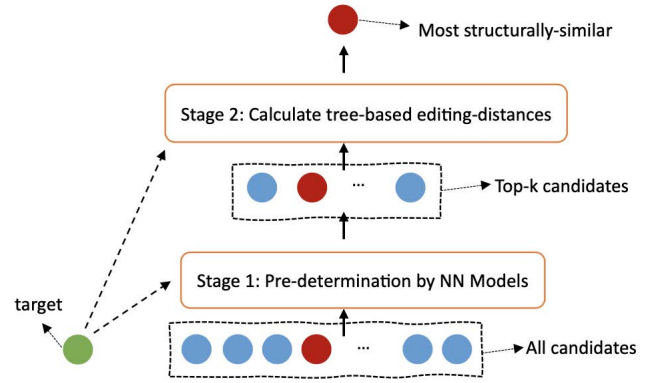 Most structurally-similar
Stage 2: Calculate tree-based editing-distances
...
Top-k candidates
Stage 1: Pre-determination by NN Models
target
...
All candidates